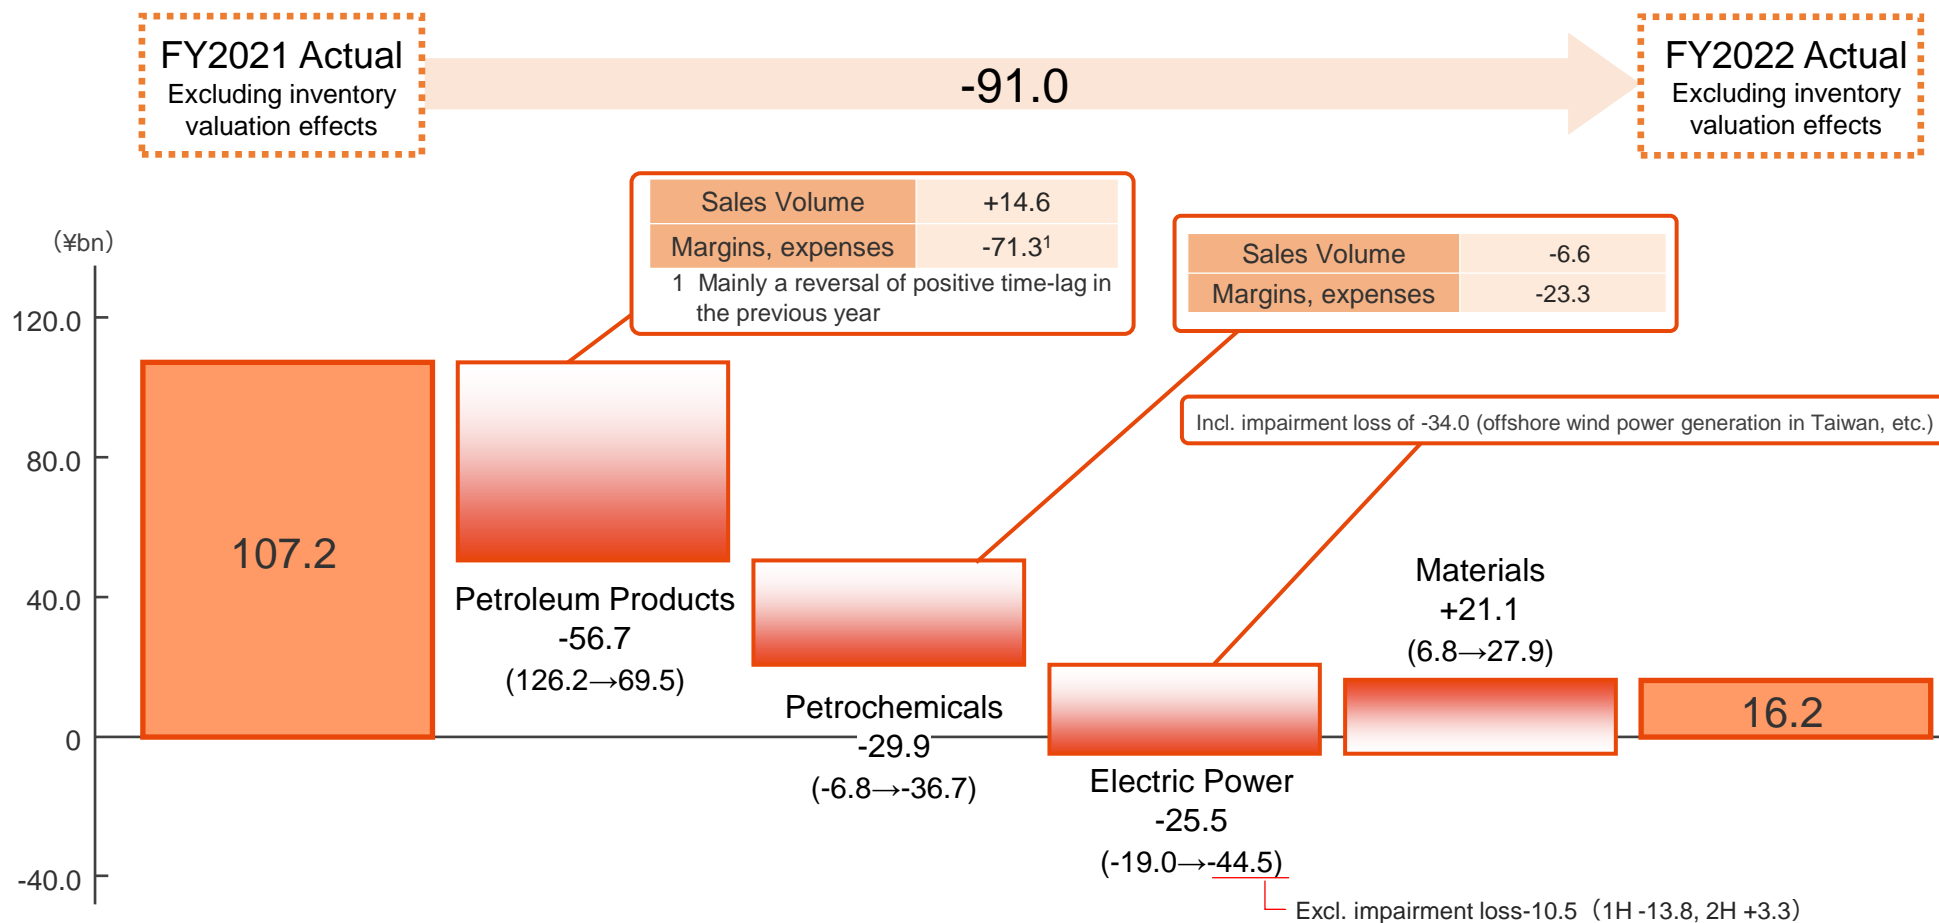 FY2021 Actual
Excluding inventory
valuation effects
-91.0
FY2022 Actual
Excluding inventory
valuation effects
Sales Volume +14.6
Margins, expenses -71.3¹
1 Mainly a reversal of positive time-lag in
the previous year
Sales Volume -6.6
Margins, expenses -23.3
(¥bn)
120.0
80.0
40.0
0
-40.0
Incl. impairment loss of -34.0 (offshore wind power generation in Taiwan, etc.)
107.2
Petroleum Products
-56.7
(126.2→69.5)
Petrochemicals
-29.9
(-6.8→-36.7)
Electric Power
-25.5
(-19.0→-44.5)
Excl. impairment loss-10.5（1H -13.8, 2H +3.3）
Materials
+21.1
(6.8→27.9)
16.2